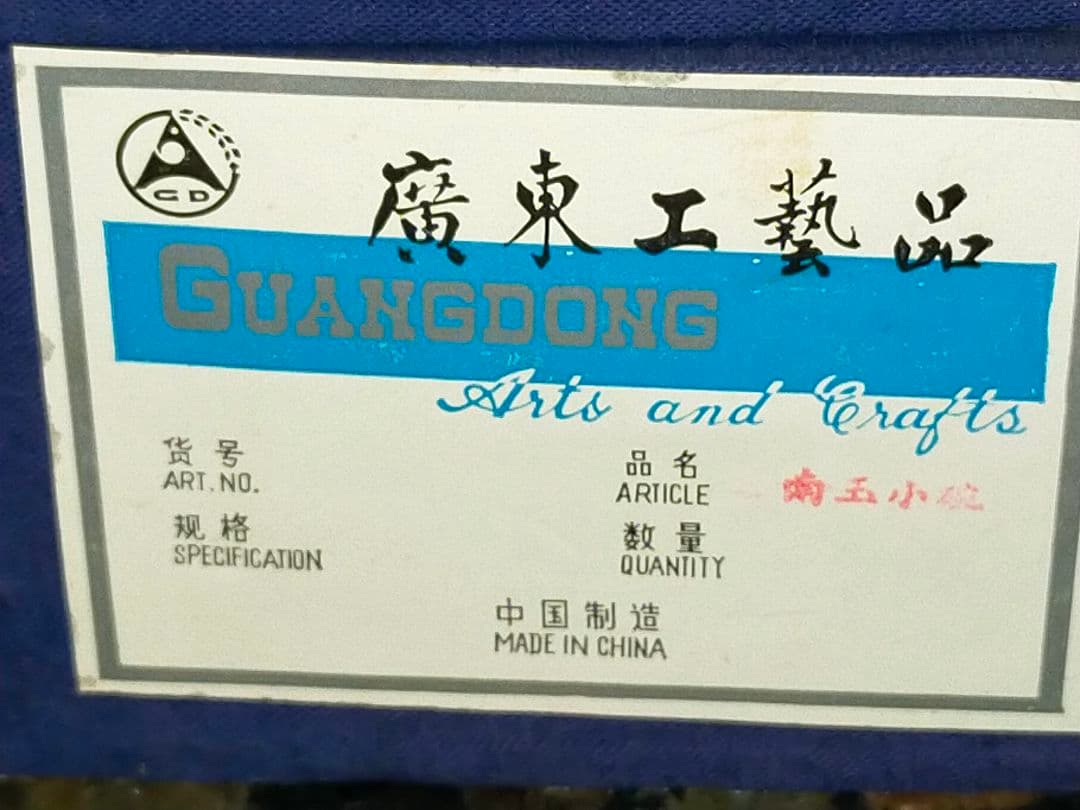 GD
廣東工藝品
GUANGDONG
Arts and Crafts
货号
ART.NO.
品名
ARTICLE
玉小碗
规格
SPECIFICATION
数量
QUANTITY
中国制造
MADE IN CHINA